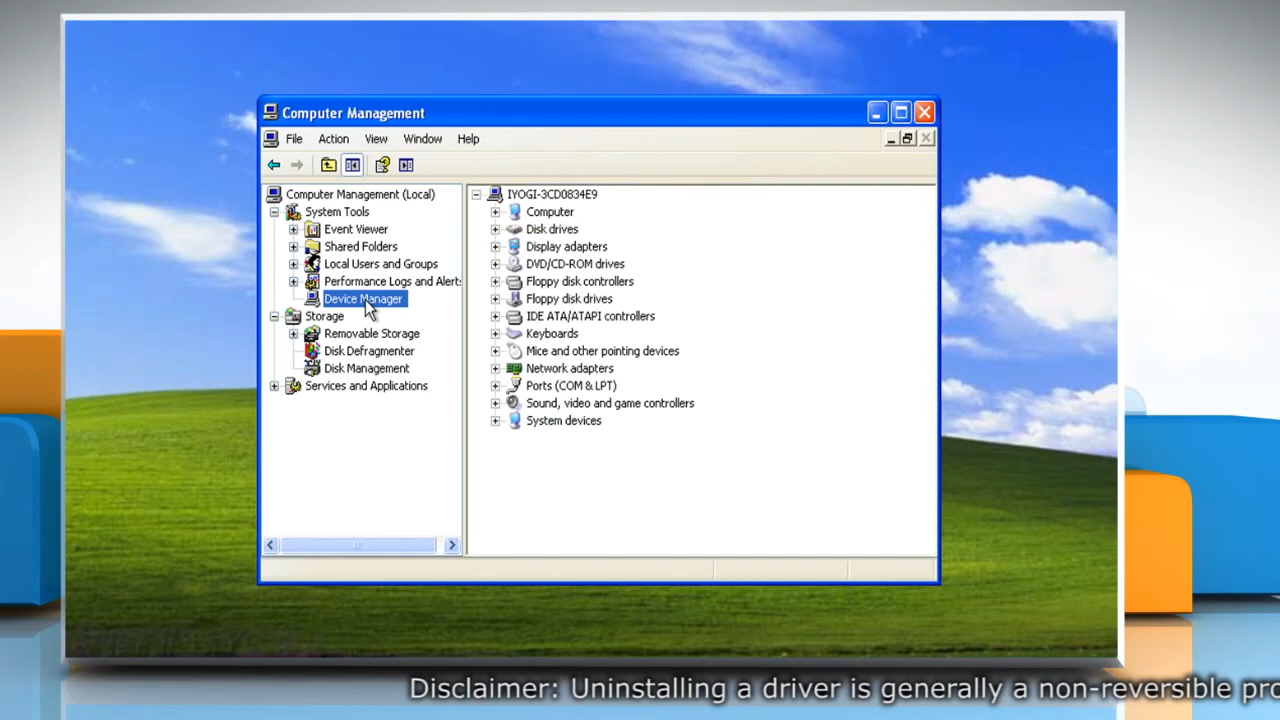 Computer Management
File Action View Window Help
Computer Management (Local)
System Tools
Event Viewer
Shared Folders
Local Users and Groups
Performance Logs and Alerts
Device Manager
Storage
Removable Storage
Disk Defragmenter
Disk Management
Services and Applications
IYOGI-3CD0834E9
Computer
Disk drives
Display adapters
DVD/CD-ROM drives
Floppy disk controllers
Floppy disk drives
IDE ATA/ATAPI controllers
Keyboards
Mice and other pointing devices
Network adapters
Ports (COM & LPT)
Sound, video and game controllers
System devices
Disclaimer: Uninstalling a driver is generally a non-reversible pro